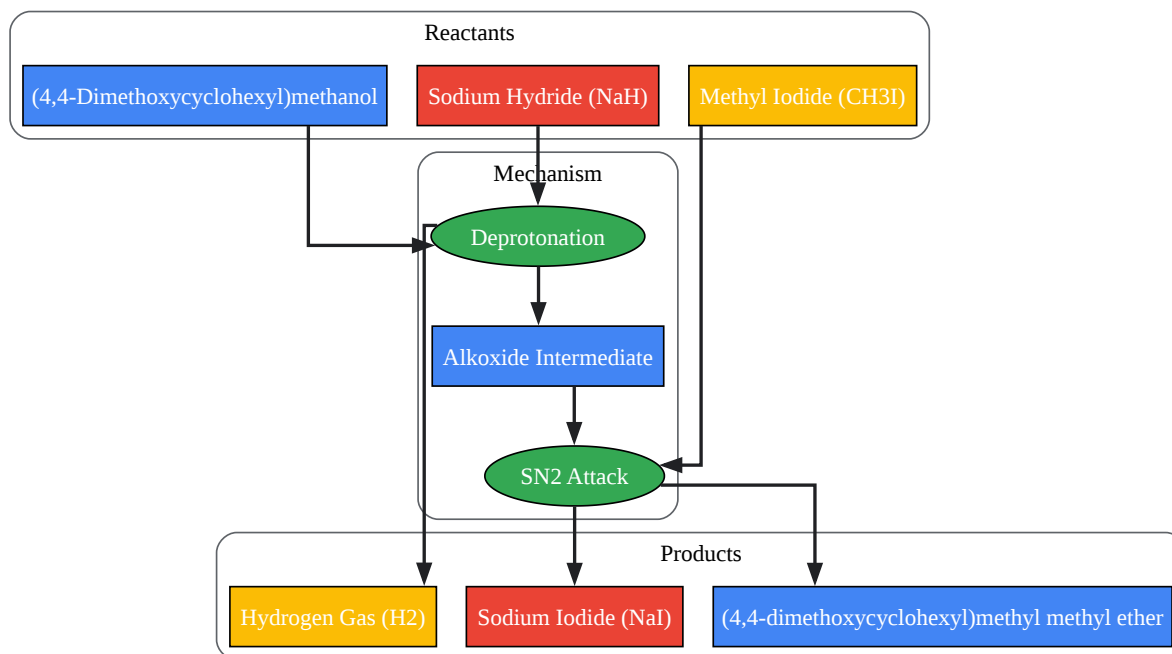 Reactants
(4,4-Dimethoxycyclohexyl)methanol
Sodium Hydride (NaH)
Methyl Iodide (CH3I)
Mechanism
Deprotonation
Alkoxide Intermediate
SN2 Attack
Products
Hydrogen Gas (H2)
Sodium Iodide (NaI)
(4,4-dimethoxycyclohexyl)methyl methyl ether